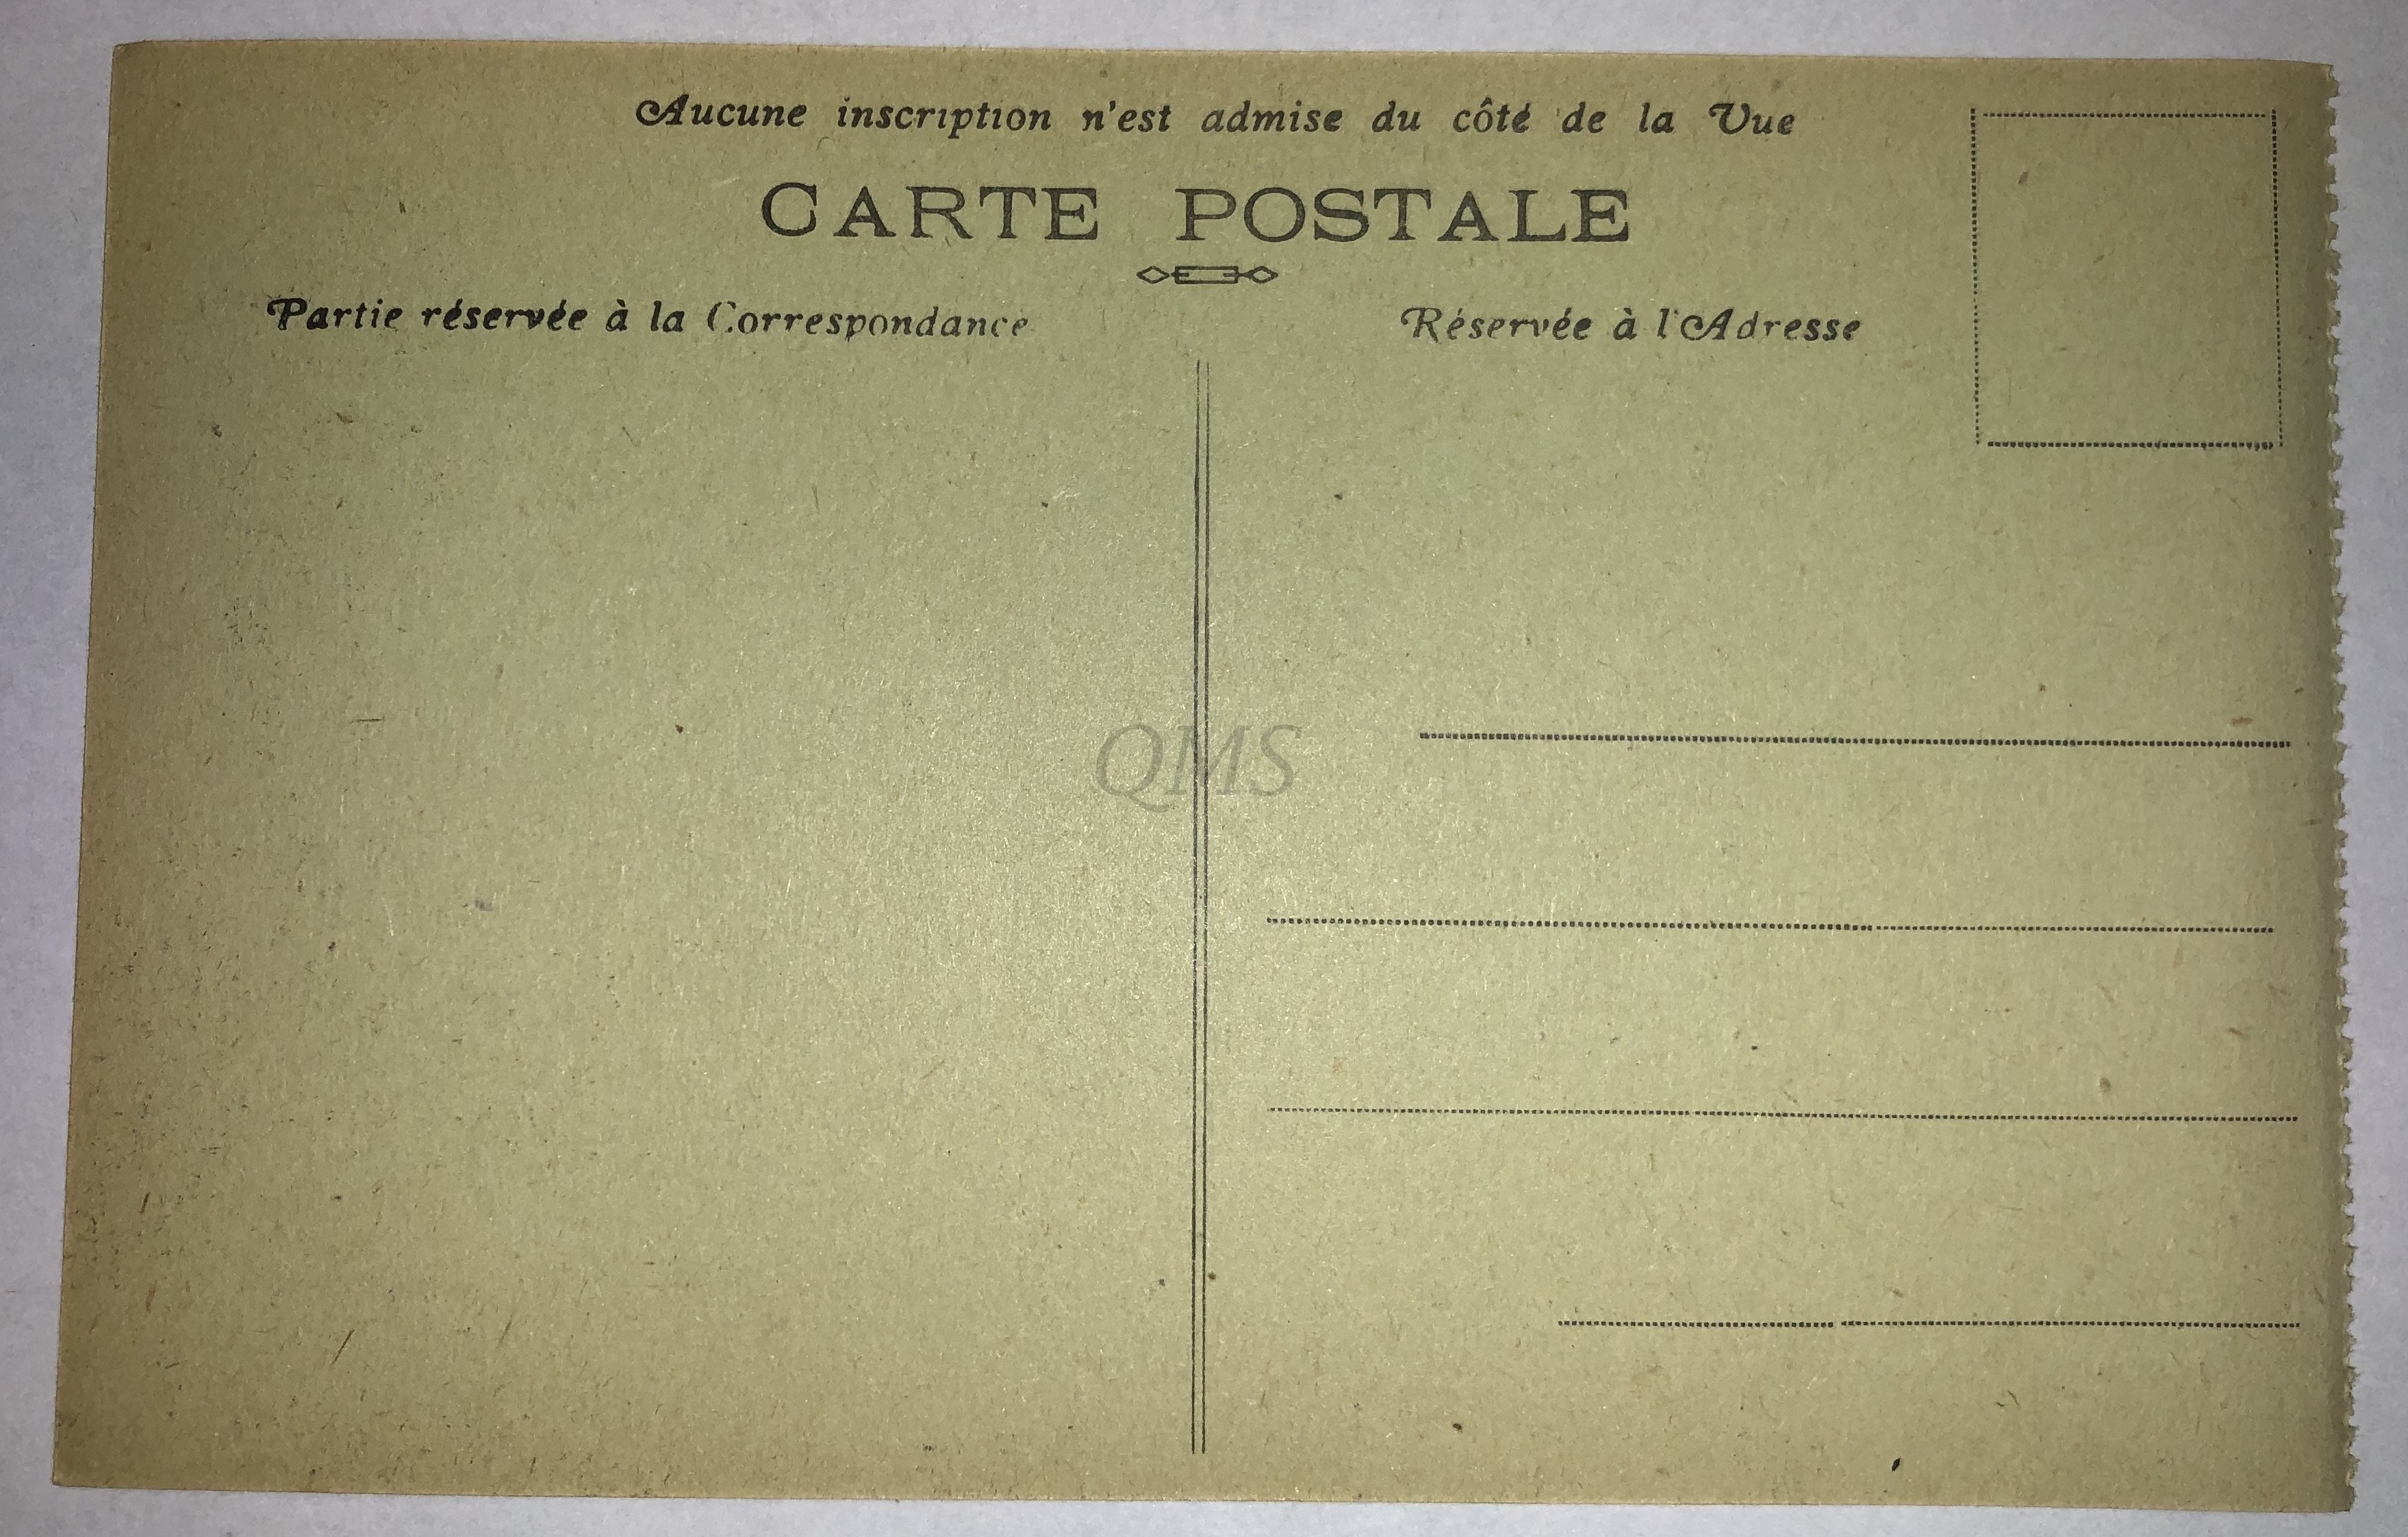 Aucune inscription n'est admise du côté de la Vue
CARTE POSTALE
Partie réservée à la Correspondance
Réservée à l'Adresse
QMS